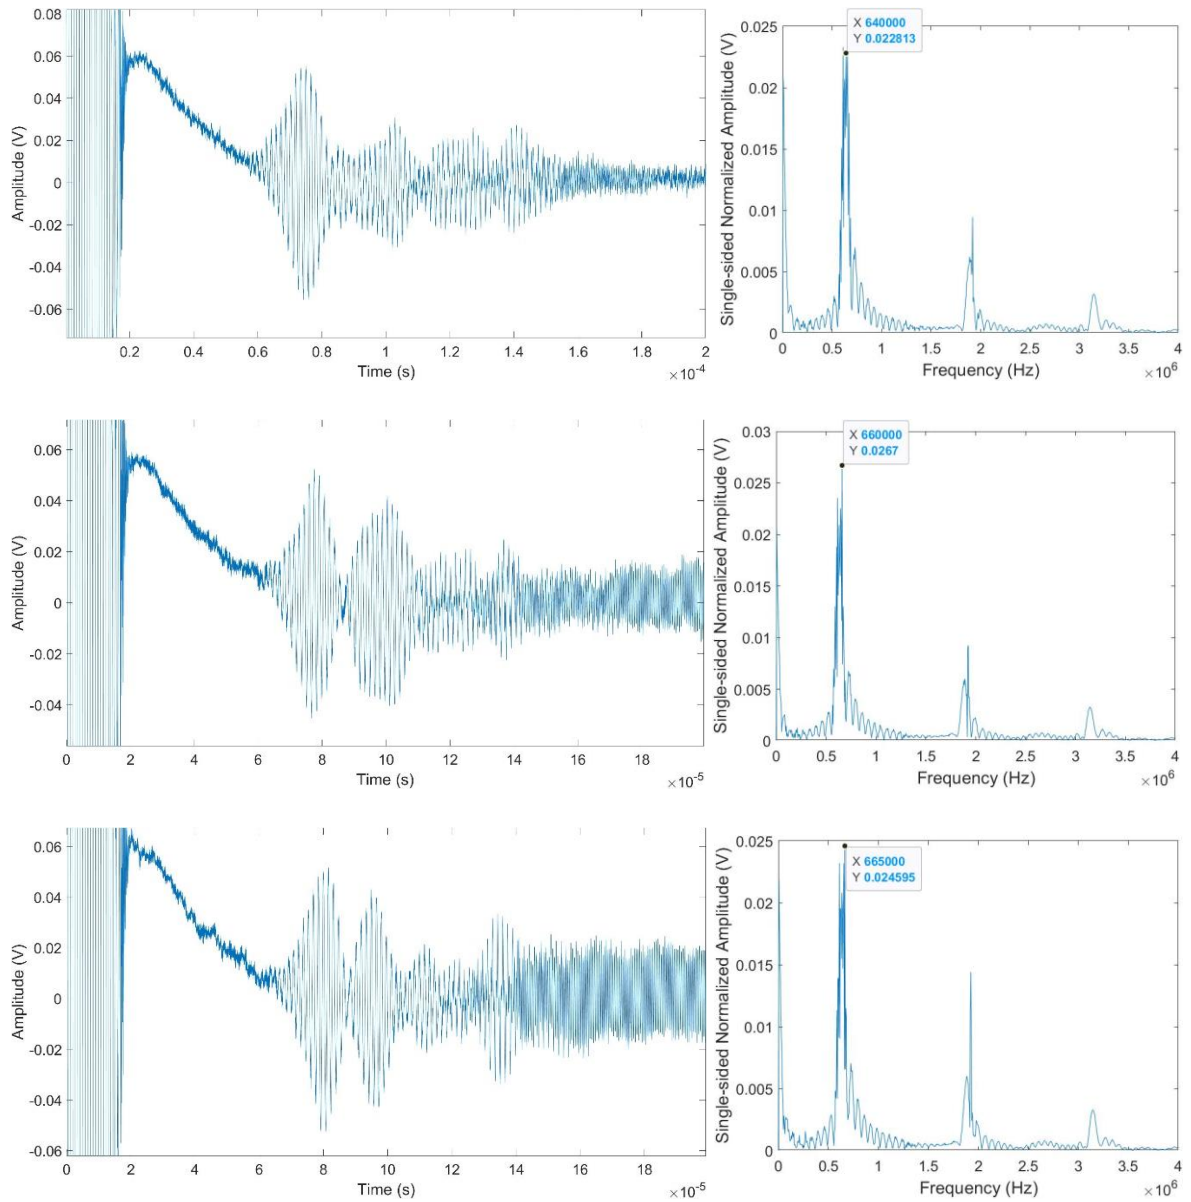 0.08
0.06
0.04
0.02
0
-0.02
-0.04
-0.06
Amplitude (V)
0.2 0.4 0.6 0.8 1 1.2 1.4 1.6 1.8 2
Time (s)
×10⁻⁴
X 640000
Y 0.022813
0.025
0.02
0.015
0.01
0.005
0
Single-sided Normalized Amplitude (V)
0 0.5 1 1.5 2 2.5 3 3.5 4
Frequency (Hz)
×10⁶
0.06
0.04
0.02
0
-0.02
-0.04
Amplitude (V)
0 2 4 6 8 10 12 14 16 18
Time (s)
×10⁻⁵
X 660000
Y 0.0267
0.03
0.025
0.02
0.015
0.01
0.005
0
Single-sided Normalized Amplitude (V)
0 0.5 1 1.5 2 2.5 3 3.5 4
Frequency (Hz)
×10⁶
0.06
0.04
0.02
0
-0.02
-0.04
-0.06
Amplitude (V)
0 2 4 6 8 10 12 14 16 18
Time (s)
×10⁻⁵
X 665000
Y 0.024595
0.025
0.02
0.015
0.01
0.005
0
Single-sided Normalized Amplitude (V)
0 0.5 1 1.5 2 2.5 3 3.5 4
Frequency (Hz)
×10⁶